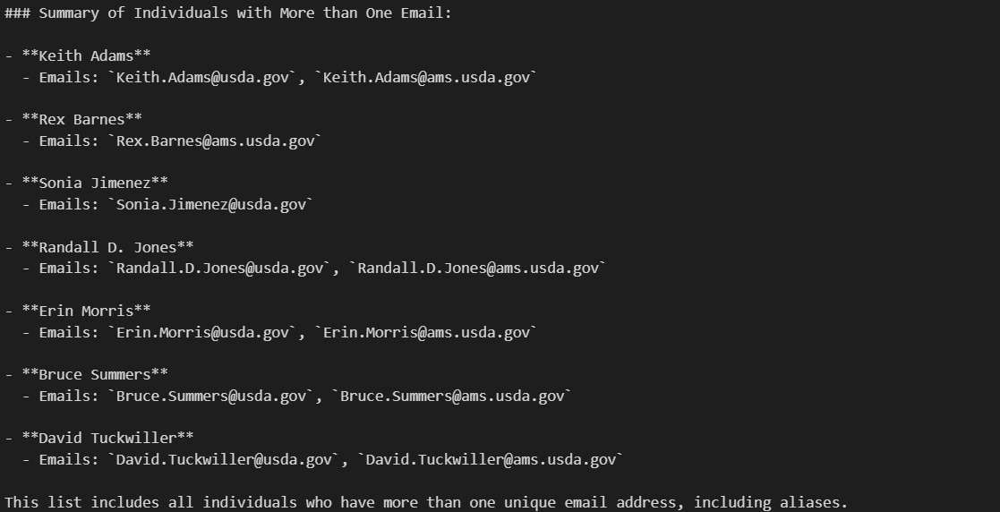 ### Summary of Individuals with More than One Email:
- **Keith Adams**
- Emails: `Keith.Adams@usda.gov`, `Keith.Adams@ams.usda.gov`
- **Rex Barnes**
- Emails: `Rex.Barnes@ams.usda.gov`
- **Sonia Jimenez**
- Emails: `Sonia.Jimenez@usda.gov`
- **Randall D. Jones**
- Emails: `Randall.D.Jones@usda.gov`, `Randall.D.Jones@ams.usda.gov`
- **Erin Morris**
- Emails: `Erin.Morris@usda.gov`, `Erin.Morris@ams.usda.gov`
- **Bruce Summers**
- Emails: `Bruce.Summers@usda.gov`, `Bruce.Summers@ams.usda.gov`
- **David Tuckwiller**
- Emails: `David.Tuckwiller@usda.gov`, `David.Tuckwiller@ams.usda.gov`
This list includes all individuals who have more than one unique email address, including aliases.